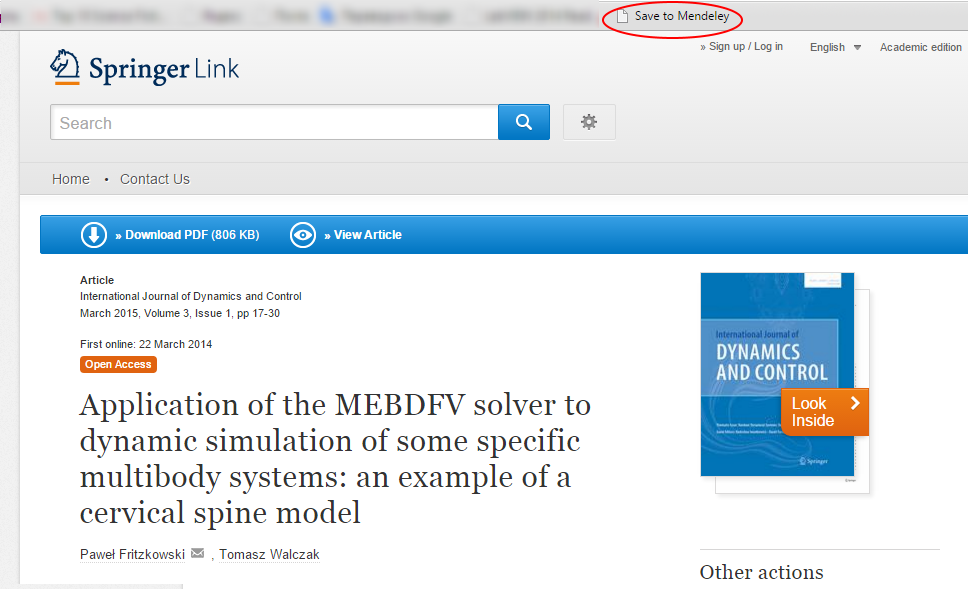 Save to Mendeley
» Sign up / Log in English Academic edition
Springer Link
Search
Home • Contact Us
» Download PDF (806 KB) » View Article
Article
International Journal of Dynamics and Control
March 2015, Volume 3, Issue 1, pp 17-30
First online: 22 March 2014
Open Access
Application of the MEBDFV solver to
dynamic simulation of some specific
multibody systems: an example of a
cervical spine model
Paweł Fritzkowski , Tomasz Walczak
International Journal of
DYNAMICS
AND CONTROL
Look
Inside
Springer
Other actions